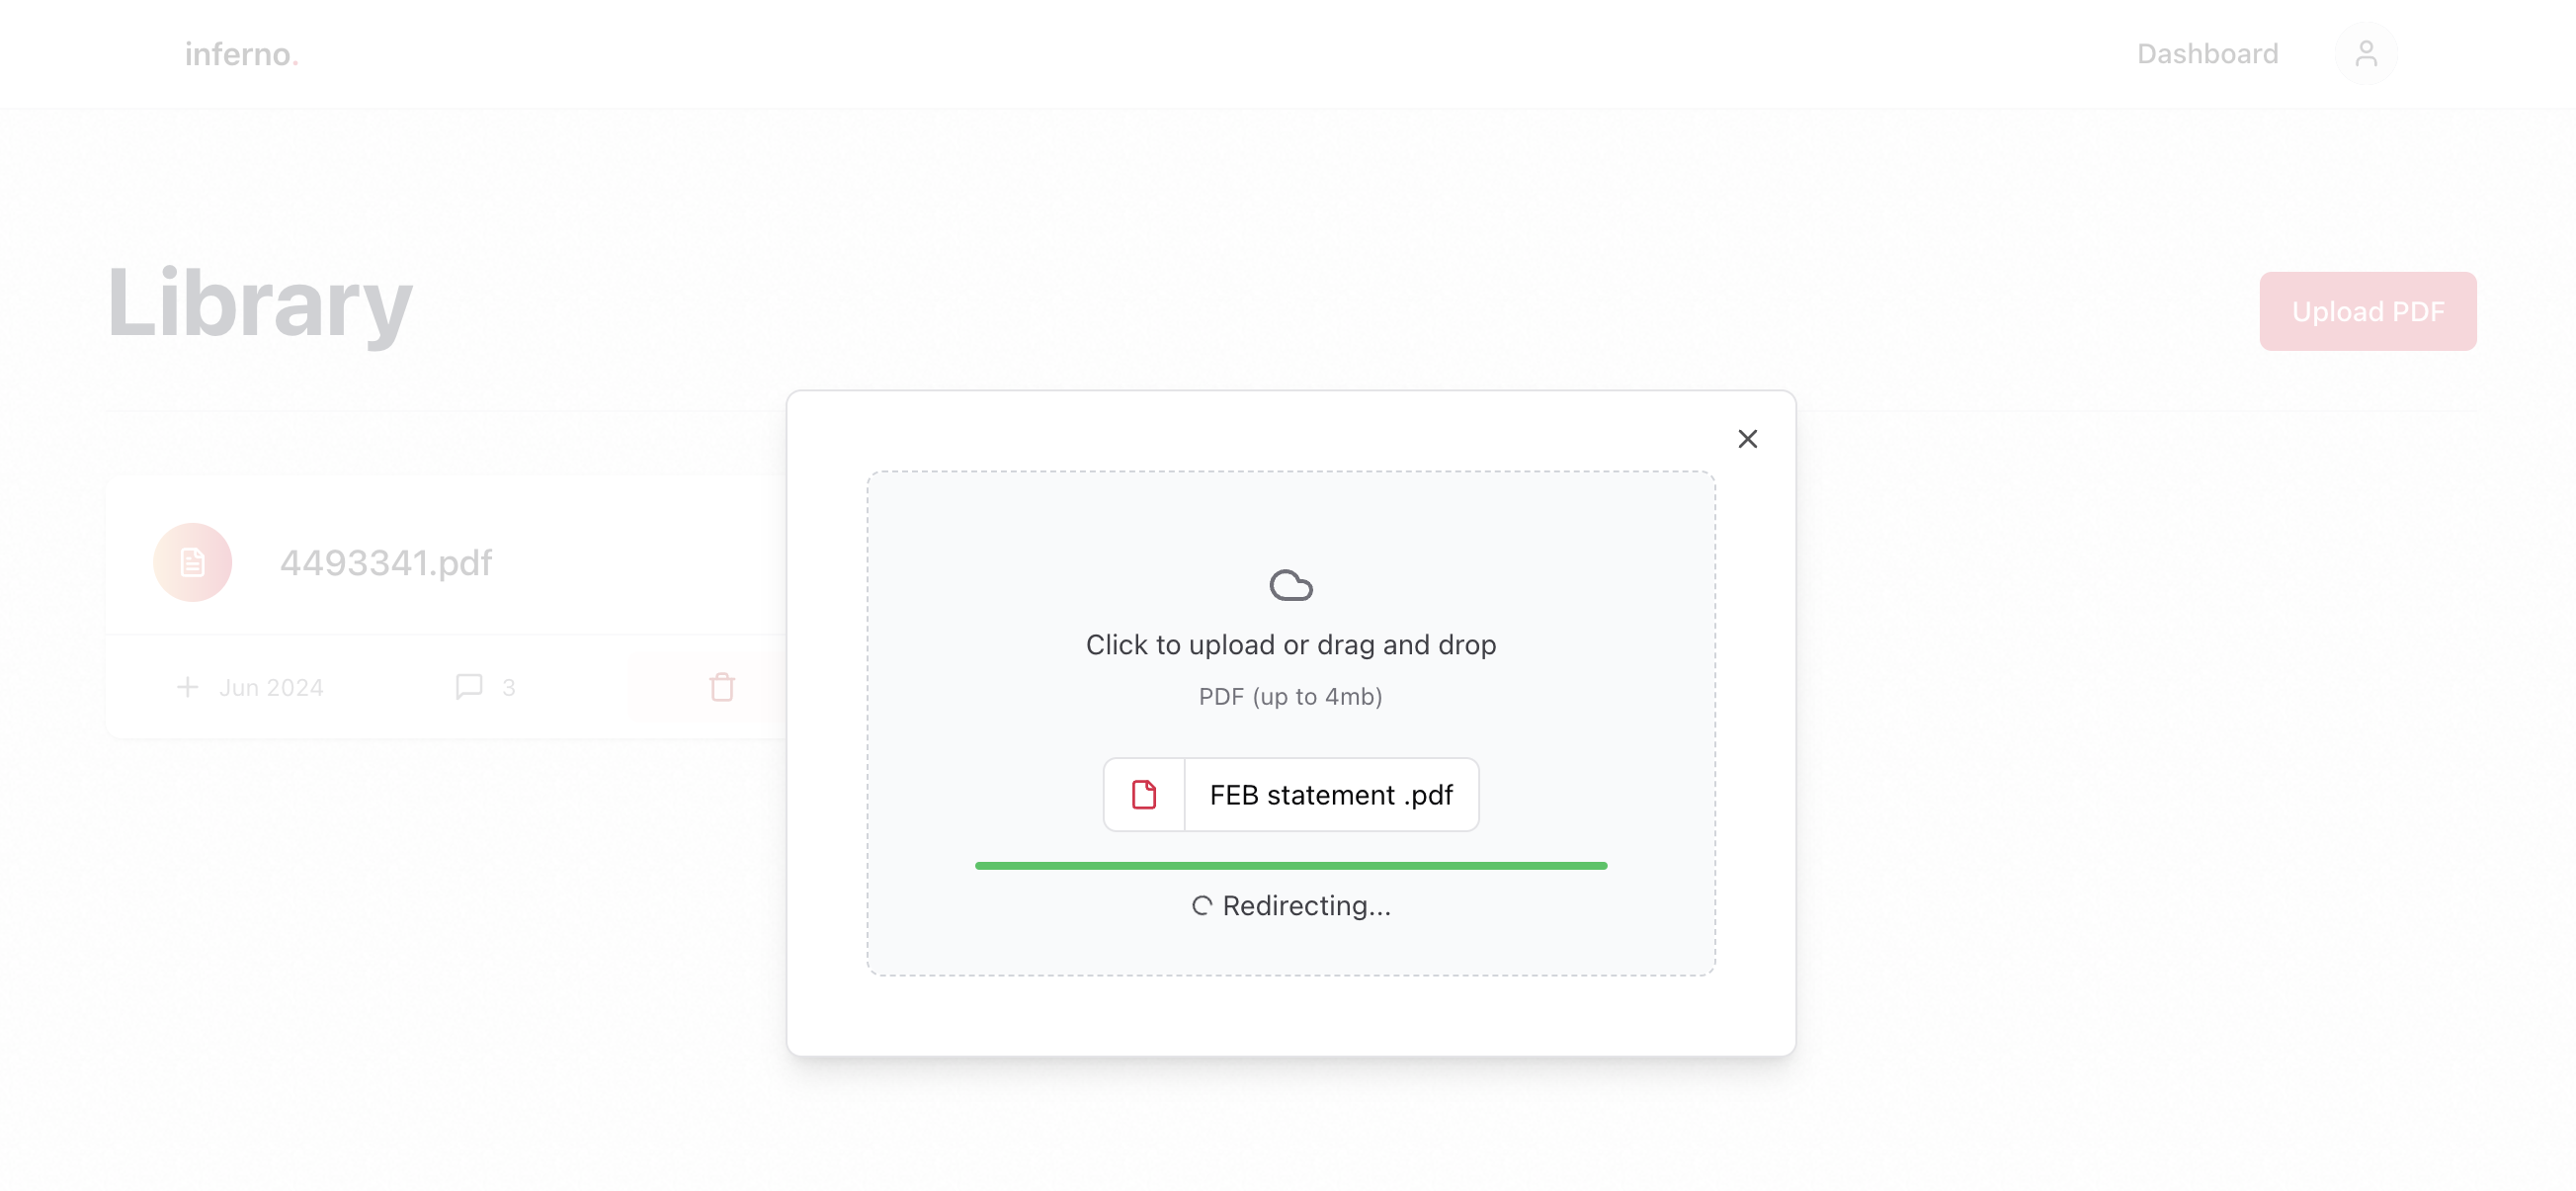 inferno.
Dashboard
Library
Upload PDF
4493341.pdf
Jun 2024
3
Click to upload or drag and drop
PDF (up to 4mb)
FEB statement .pdf
Redirecting...